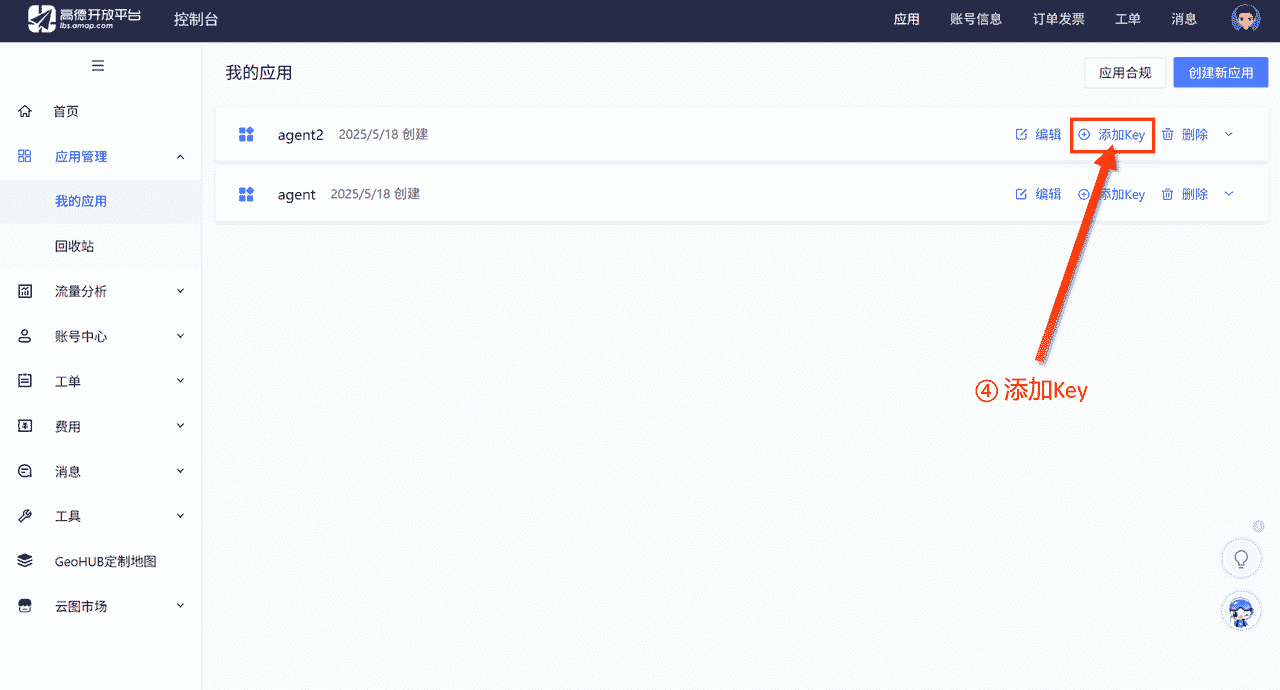 高德开放平台 控制台 应用 账号信息 订单发票 工单 消息
lbs.amap.com
我的应用 应用合规 创建新应用
首页
应用管理
我的应用
回收站
流量分析
账号中心
工单
费用
消息
工具
GeoHUB定制地图
云图市场
agent2 2025/5/18 创建 编辑 添加Key 删除
agent 2025/5/18 创建 编辑 添加Key 删除
④ 添加Key